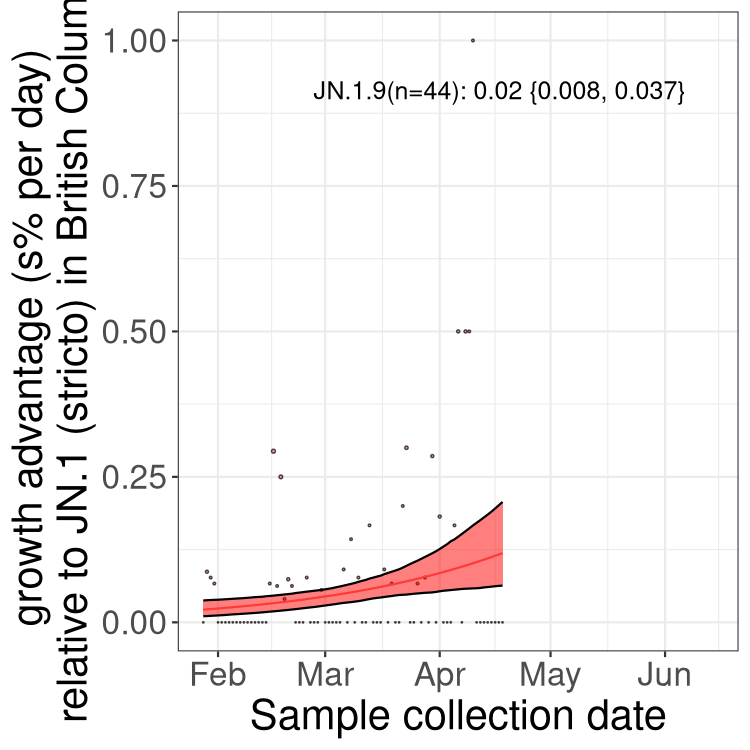 growth advantage (s% per day)
relative to JN.1 (stricto) in British Colum
1.00
0.75
0.50
0.25
0.00
JN.1.9(n=44): 0.02 {0.008, 0.037}
Feb Mar Apr May Jun
Sample collection date